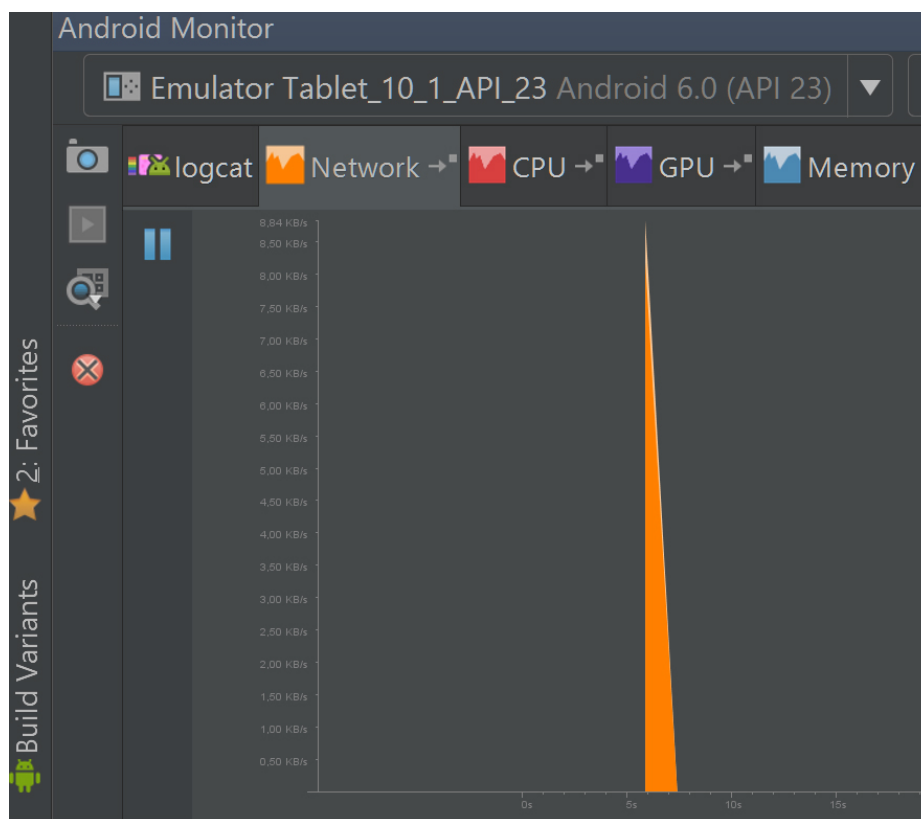 Android Monitor
Emulator Tablet_10_1_API_23 Android 6.0 (API 23)
logcat Network CPU GPU Memory
8,84 KB/s
8,50 KB/s
8,00 KB/s
7,50 KB/s
7,00 KB/s
6,50 KB/s
6,00 KB/s
5,50 KB/s
5,00 KB/s
4,50 KB/s
4,00 KB/s
3,50 KB/s
3,00 KB/s
2,50 KB/s
2,00 KB/s
1,50 KB/s
1,00 KB/s
0,50 KB/s
0s 5s 10s 15s
2: Favorites
Build Variants